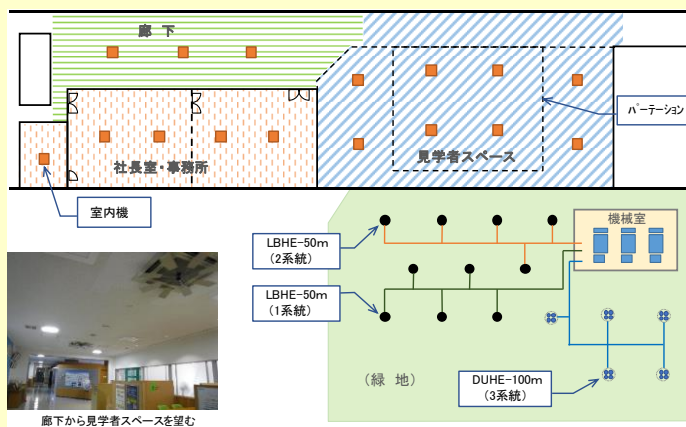 廊 下
パーテーション
見学者スペース
社長室・事務所
室内機
機械室
LBHE-50m
(2系統)
LBHE-50m
(1系統)
(緑 地)
DUHE-100m
(3系統)
廊下から見学者スペースを望む